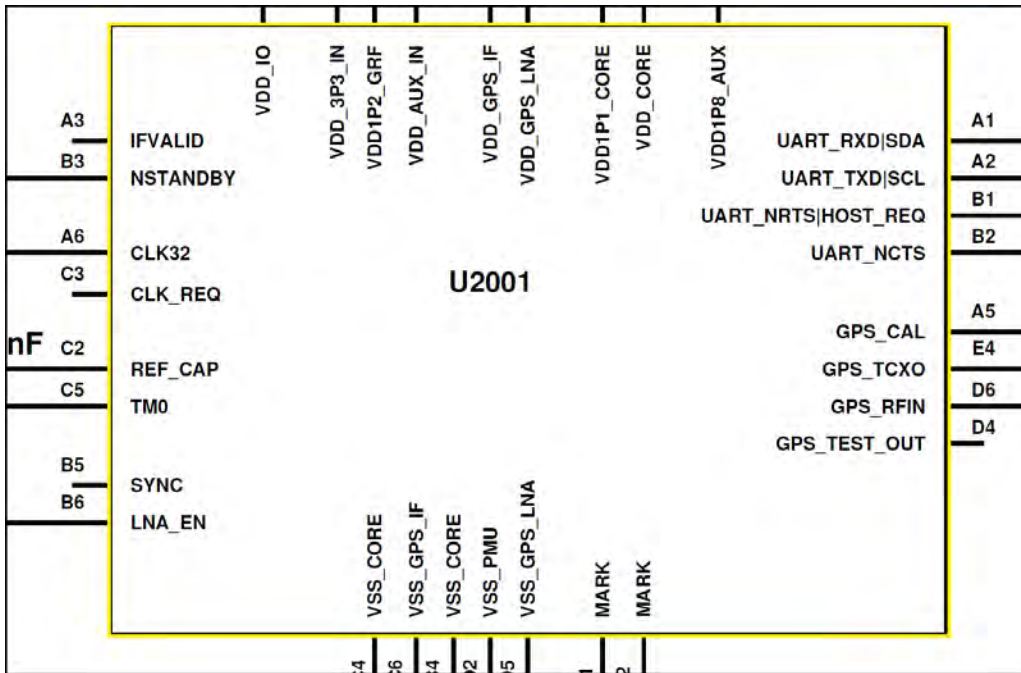 VDD_IO
VDD_3P3_IN
VDD1P2_GRF
VDD_AUX_IN
VDD_GPS_IF
VDD_GPS_LNA
VDD1P1_CORE
VDD_CORE
VDD1P8_AUX
A3
IFVALID
B3
NSTANDBY
A6
CLK32
C3
CLK_REQ
nF
C2
REF_CAP
C5
TM0
B5
SYNC
B6
LNA_EN
U2001
UART_RXD|SDA
A1
UART_TXD|SCL
A2
UART_NRTS|HOST_REQ
B1
UART_NCTS
B2
GPS_CAL
A5
GPS_TCXO
E4
GPS_RFIN
D6
GPS_TEST_OUT
D4
VSS_CORE
VSS_GPS_IF
VSS_CORE
VSS_PMU
VSS_GPS_LNA
MARK
MARK